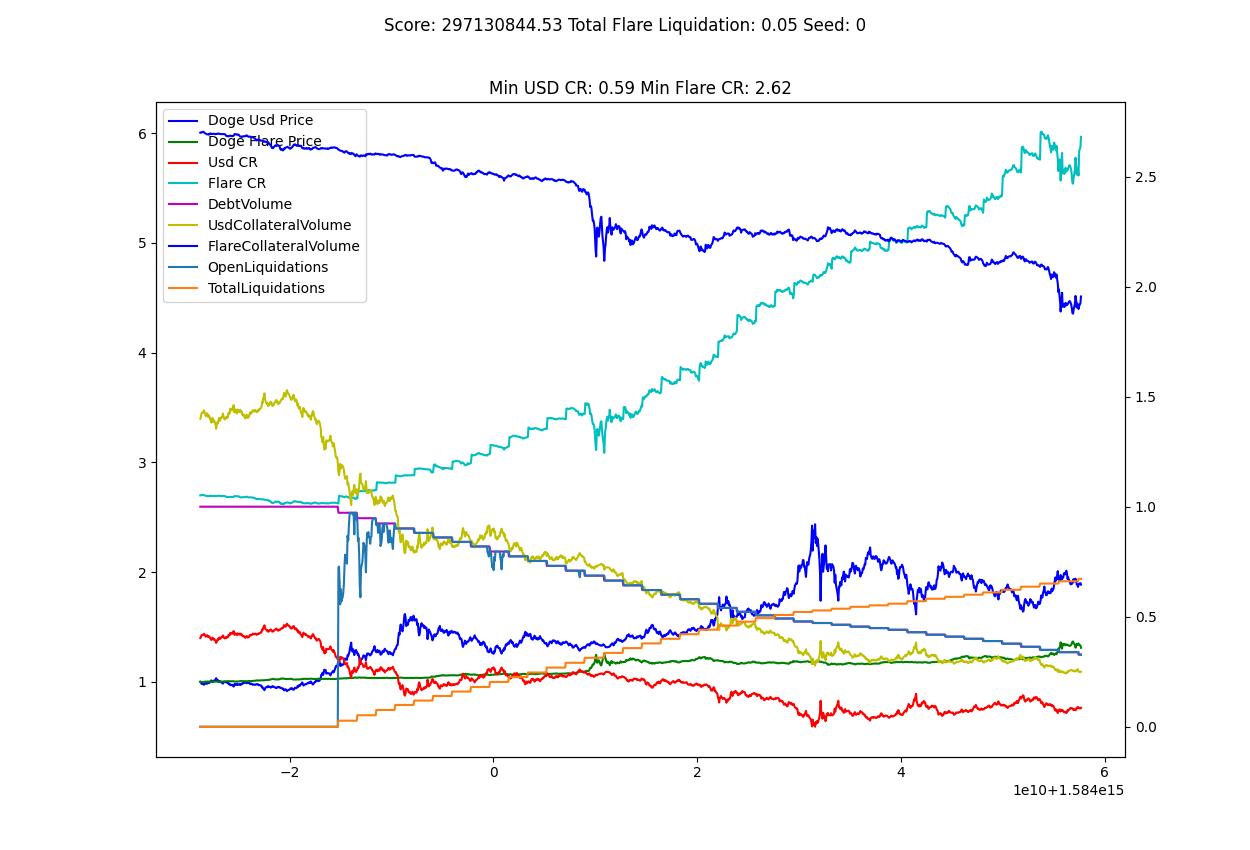 Score: 297130844.53 Total Flare Liquidation: 0.05 Seed: 0
Min USD CR: 0.59 Min Flare CR: 2.62
Doge Usd Price
Doge Flare Price
Usd CR
Flare CR
DebtVolume
UsdCollateralVolume
FlareCollateralVolume
OpenLiquidations
TotalLiquidations
6
5
4
3
2
1
2.5
2.0
1.5
1.0
0.5
0.0
−2
0
2
4
6
1e10+1.584e15